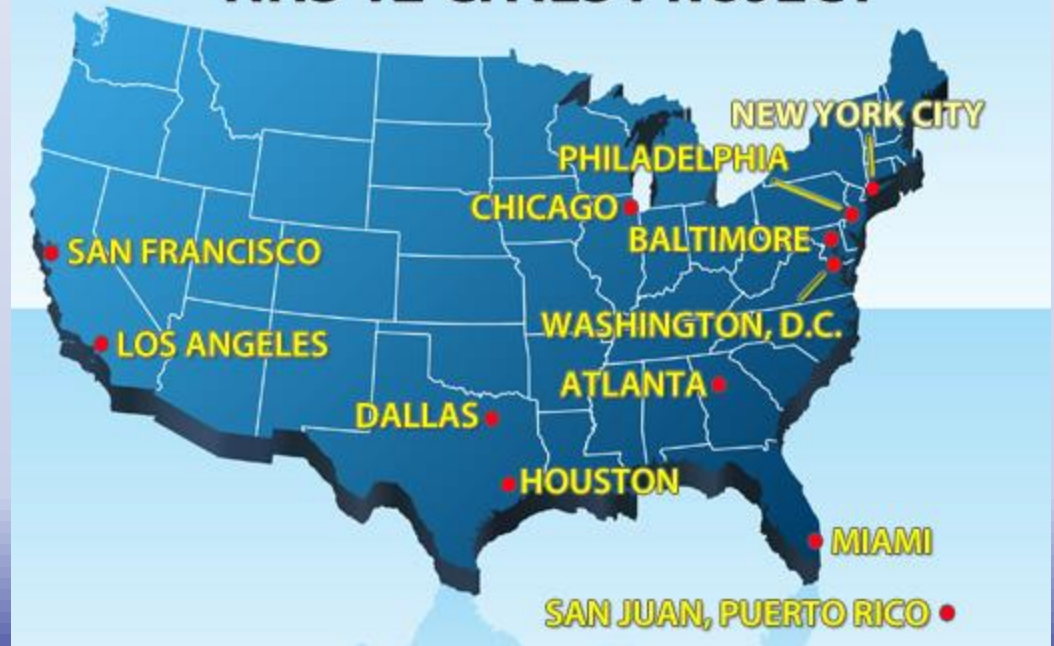 NEW YORK CITY
PHILADELPHIA
CHICAGO
BALTIMORE
SAN FRANCISCO
WASHINGTON, D.C.
LOS ANGELES
ATLANTA
DALLAS
HOUSTON
MIAMI
SAN JUAN, PUERTO RICO